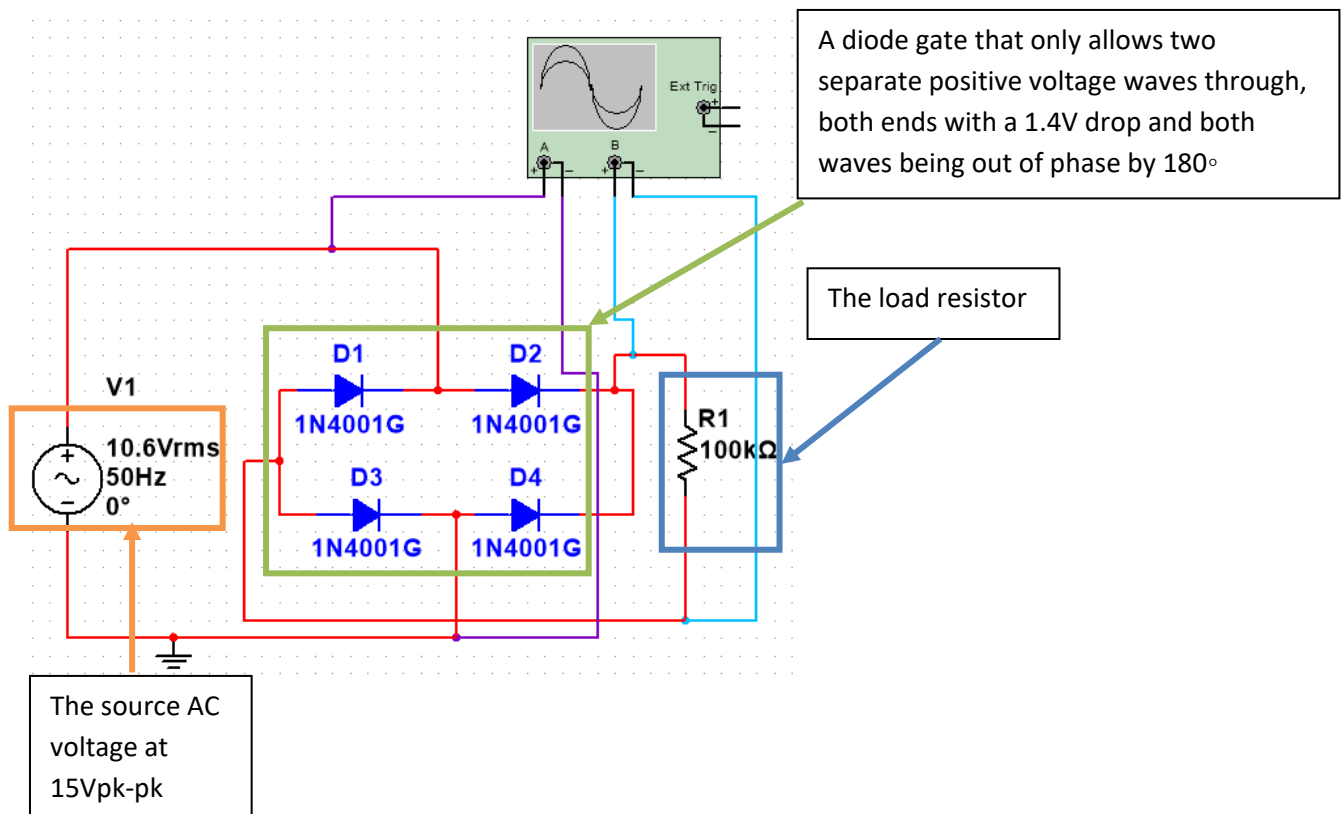 A diode gate that only allows two
separate positive voltage waves through,
both ends with a 1.4V drop and both
waves being out of phase by 180◦
Ext Trig
+
−
A
B
+ −
+ −
The load resistor
D1
D2
V1
1N4001G
1N4001G
R1
100kΩ
10.6Vrms
50Hz
0°
+
~
−
D3
D4
1N4001G
1N4001G
The source AC
voltage at
15Vpk-pk